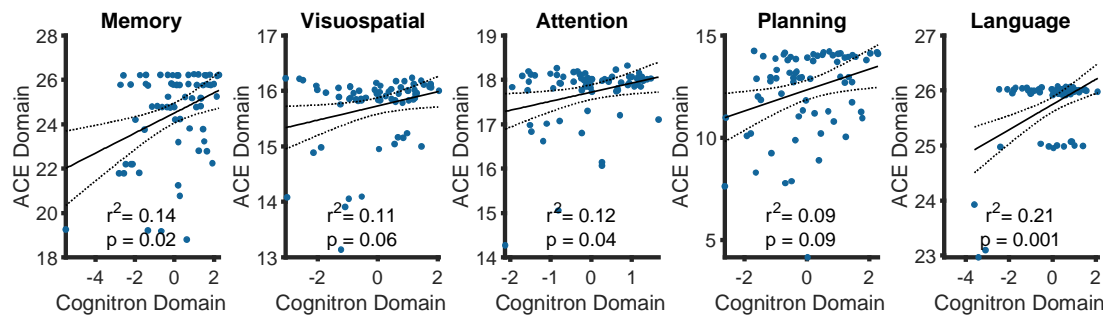 Memory
ACE Domain
28
26
24
22
20
18
r2= 0.14
p = 0.02
-4
-2
0
2
Cognitron Domain
Visuospatial
ACE Domain
17
16
15
14
13
r2= 0.11
p = 0.06
-2
0
2
Cognitron Domain
Attention
ACE Domain
19
18
17
16
15
14
r2= 0.12
p = 0.04
-2
-1
0
1
Cognitron Domain
Planning
ACE Domain
15
10
5
r2= 0.09
p = 0.09
-2
0
2
Cognitron Domain
Language
ACE Domain
27
26
25
24
23
r2= 0.21
p = 0.001
-4
-2
0
2
Cognitron Domain